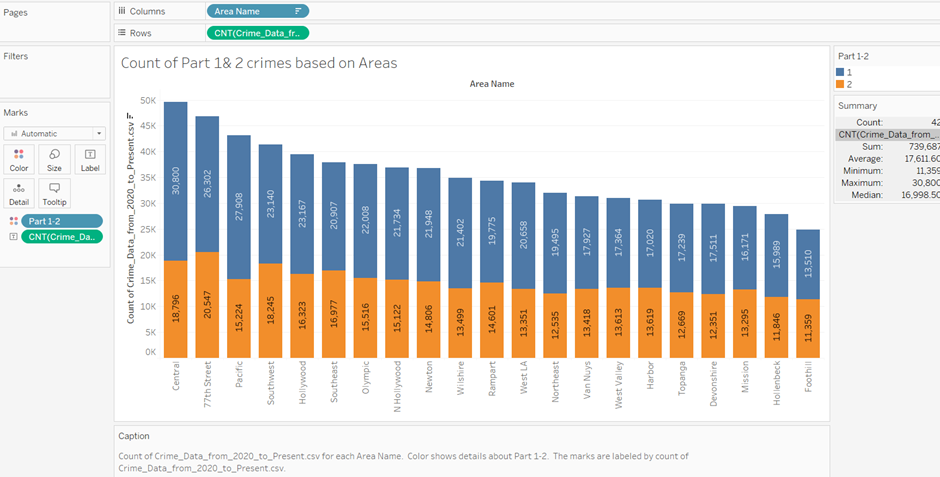 Pages
Columns
Area Name
Rows
CNT(Crime_Data_from..
Filters
Marks
Automatic
Color
Size
Label
Detail
Tooltip
Part 1-2
CNT(Crime_Da..
Count of Part 1& 2 crimes based on Areas
Area Name
Count of Crime_Data_from_2020_to_Present.csv
50K
45K
40K
35K
30K
25K
20K
15K
10K
5K
0K
30,800
26,302
27,908
23,140
23,167
20,907
22,008
21,734
21,948
21,402
19,775
20,658
19,495
17,927
17,364
17,020
17,239
17,511
16,171
15,989
13,510
18,796
20,547
15,224
18,245
16,323
16,977
15,516
15,122
14,806
13,499
14,601
13,351
12,535
13,418
13,613
13,619
12,669
12,351
13,295
11,846
11,359
Central
77th Street
Pacific
Southwest
Hollywood
Southeast
Olympic
N Hollywood
Newton
Wilshire
Rampart
West LA
Northeast
Van Nuys
West Valley
Harbor
Topanga
Devonshire
Mission
Hollenbeck
Foothill
Part 1-2
1
2
Summary
Count: 42
CNT(Crime_Data_from_...
Sum: 739,687
Average: 17,611.60
Minimum: 11,359
Maximum: 30,800
Median: 16,998.50
Caption
Count of Crime_Data_from_2020_to_Present.csv for each Area Name. Color shows details about Part 1-2. The marks are labeled by count of
Crime_Data_from_2020_to_Present.csv.